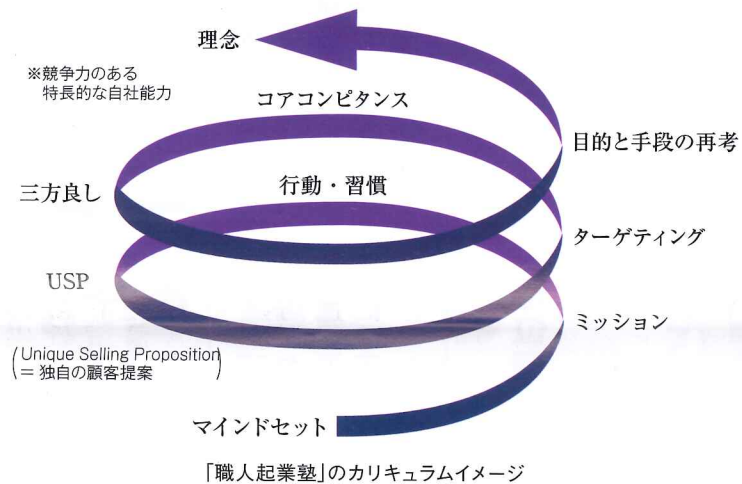 理念
※競争力のある
特長的な自社能力
コアコンピタンス
目的と手段の再考
三方良し
行動・習慣
ターゲティング
USP
ミッション
(Unique Selling Proposition
= 独自の顧客提案)
マインドセット
「職人起業塾」のカリキュラムイメージ